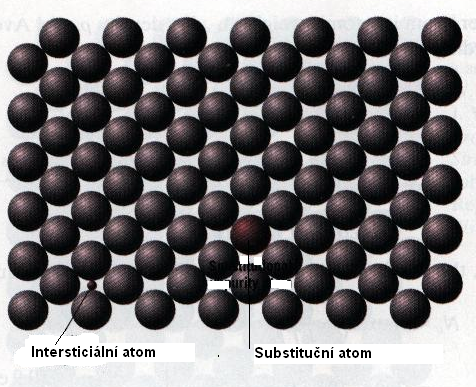 Intersticiální atom
Substituční atom